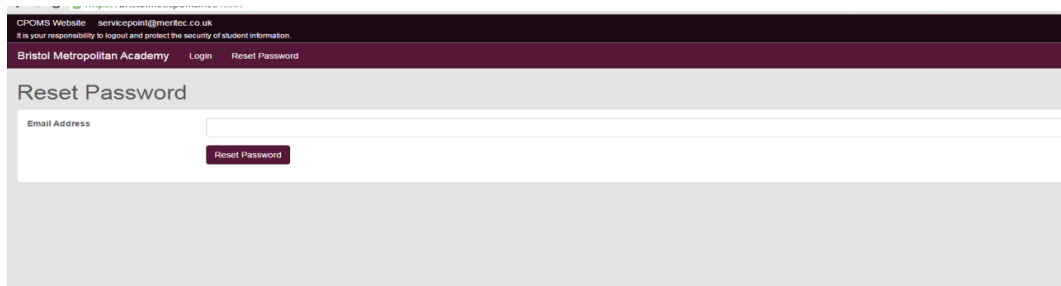 CPOMS Website servicepoint@meritec.co.uk
It is your responsibility to logout and protect the security of student information.
Bristol Metropolitan Academy Login Reset Password
Reset Password
Email Address
Reset Password